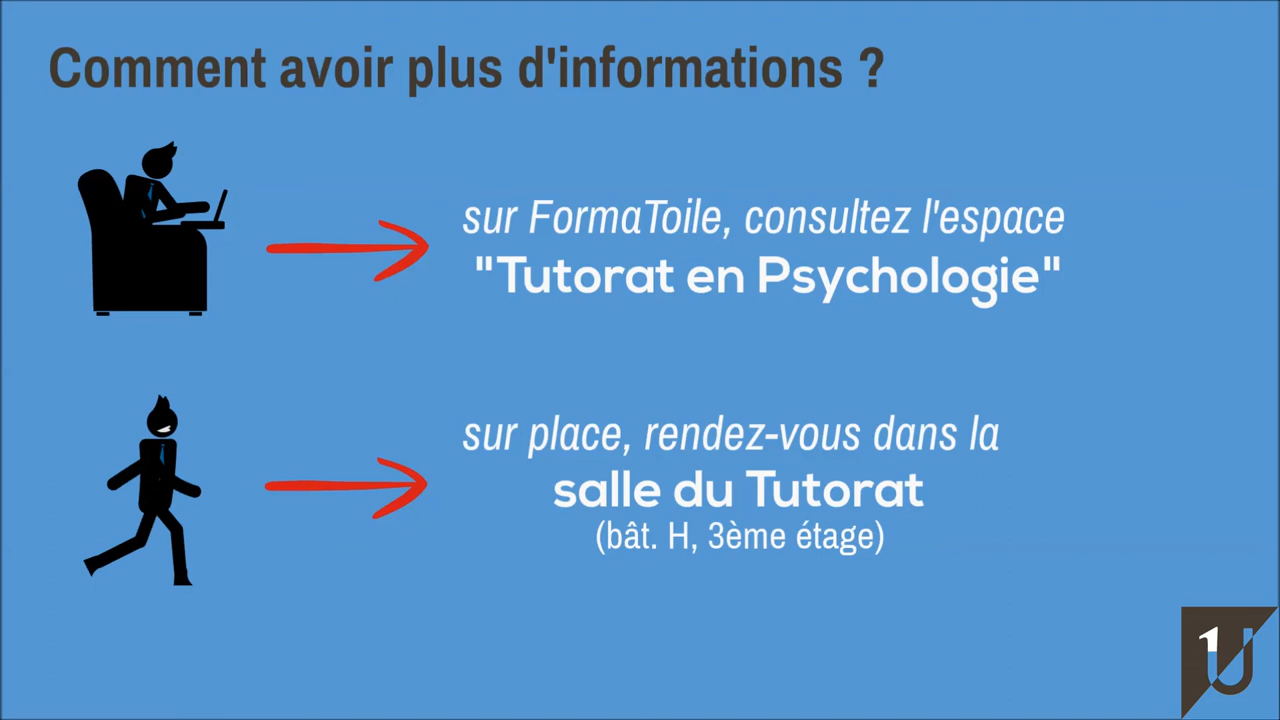 Comment avoir plus d'informations ?
sur FormaToile, consultez l'espace
"Tutorat en Psychologie"
sur place, rendez-vous dans la
salle du Tutorat
(bât. H, 3ème étage)
1U